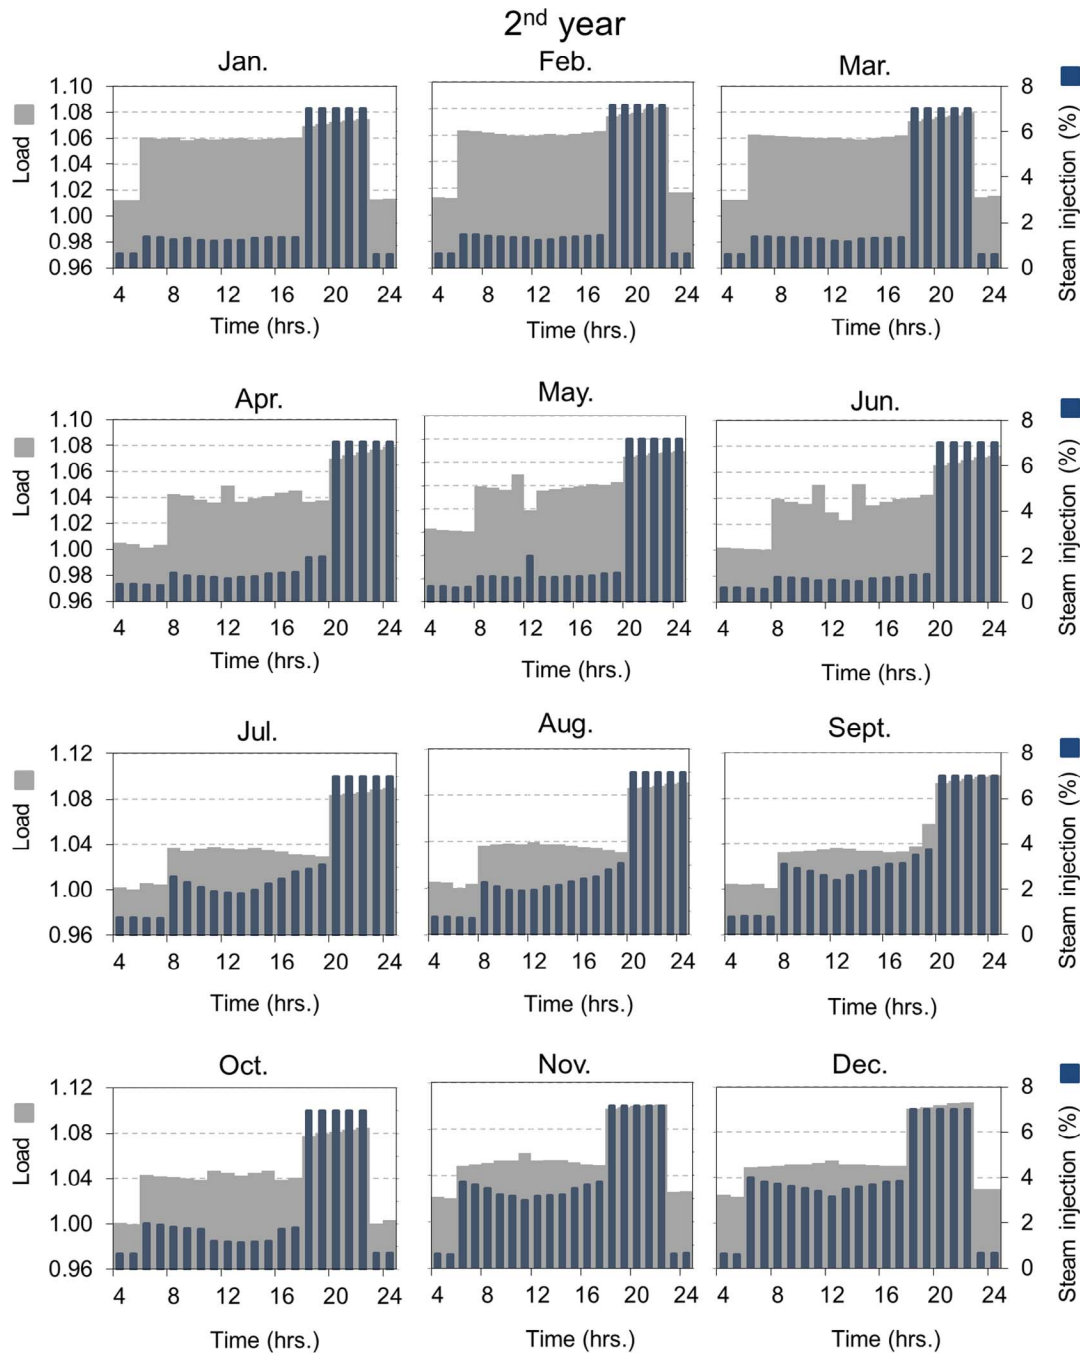 2nd year
Jan. Feb. Mar.
Load
1.10
1.08
1.06
1.04
1.02
1.00
0.98
0.96
8
6
4
2
0
Steam injection (%)
4 8 12 16 20 24 4 8 12 16 20 24 4 8 12 16 20 24
Time (hrs.) Time (hrs.) Time (hrs.)
Apr. May. Jun.
Load
1.10
1.08
1.06
1.04
1.02
1.00
0.98
0.96
8
6
4
2
0
Steam injection (%)
4 8 12 16 20 24 4 8 12 16 20 24 4 8 12 16 20 24
Time (hrs.) Time (hrs.) Time (hrs.)
Jul. Aug. Sept.
Load
1.12
1.08
1.04
1.00
0.96
8
6
4
2
0
Steam injection (%)
4 8 12 16 20 24 4 8 12 16 20 24 4 8 12 16 20 24
Time (hrs.) Time (hrs.) Time (hrs.)
Oct. Nov. Dec.
Load
1.12
1.08
1.04
1.00
0.96
8
6
4
2
0
Steam injection (%)
4 8 12 16 20 24 4 8 12 16 20 24 4 8 12 16 20 24
Time (hrs.) Time (hrs.) Time (hrs.)